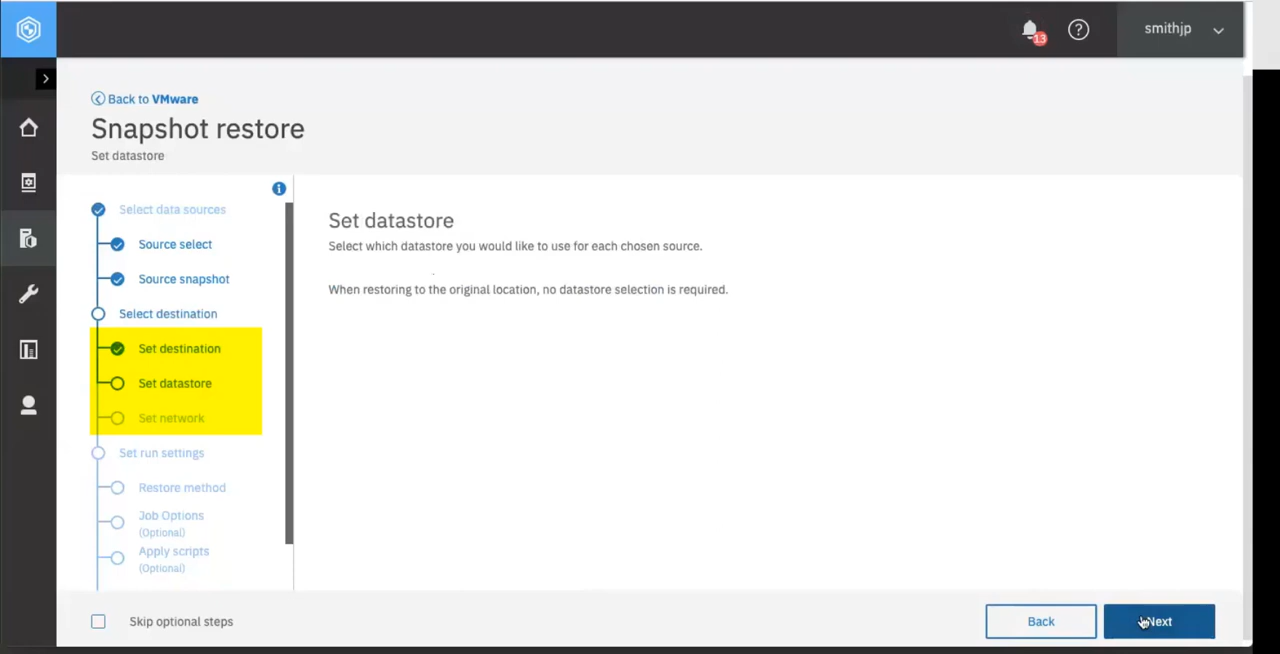 13
smithjp
Back to VMware
Snapshot restore
Set datastore
Select data sources
Source select
Source snapshot
Select destination
Set destination
Set datastore
Set network
Set run settings
Restore method
Job Options
(Optional)
Apply scripts
(Optional)
Set datastore
Select which datastore you would like to use for each chosen source.
When restoring to the original location, no datastore selection is required.
Skip optional steps
Back
Next